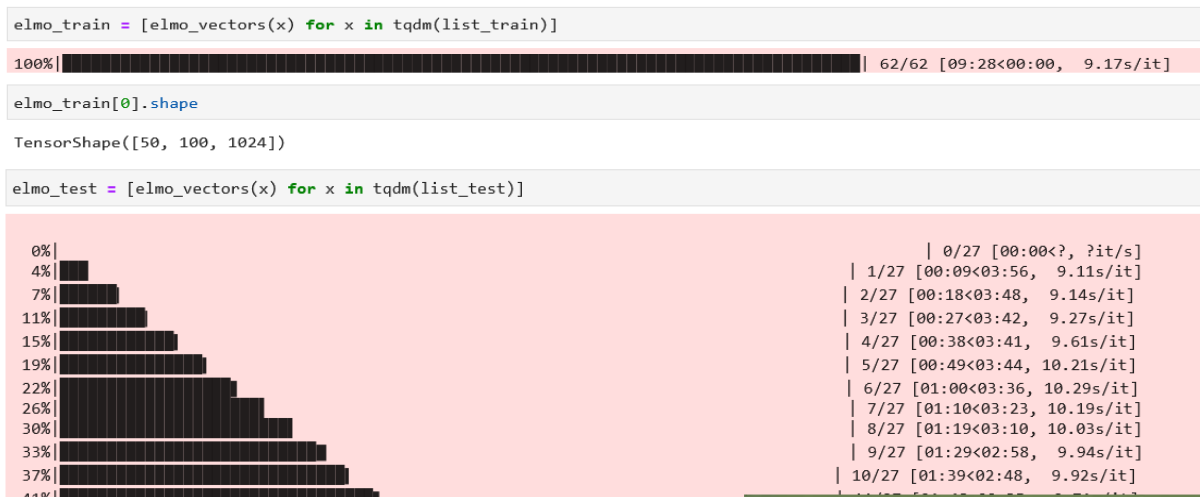 elmo_train = [elmo_vectors(x) for x in tqdm(list_train)]
100%| | 62/62 [09:28<00:00, 9.17s/it]
elmo_train[0].shape
TensorShape([50, 100, 1024])
elmo_test = [elmo_vectors(x) for x in tqdm(list_test)]
0%| | 0/27 [00:00<?, ?it/s]
4%| | 1/27 [00:09<03:56, 9.11s/it]
7%| | 2/27 [00:18<03:48, 9.14s/it]
11%| | 3/27 [00:27<03:42, 9.27s/it]
15%| | 4/27 [00:38<03:41, 9.61s/it]
19%| | 5/27 [00:49<03:44, 10.21s/it]
22%| | 6/27 [01:00<03:36, 10.29s/it]
26%| | 7/27 [01:10<03:23, 10.19s/it]
30%| | 8/27 [01:19<03:10, 10.03s/it]
33%| | 9/27 [01:29<02:58, 9.94s/it]
37%| | 10/27 [01:39<02:48, 9.92s/it]
41%|